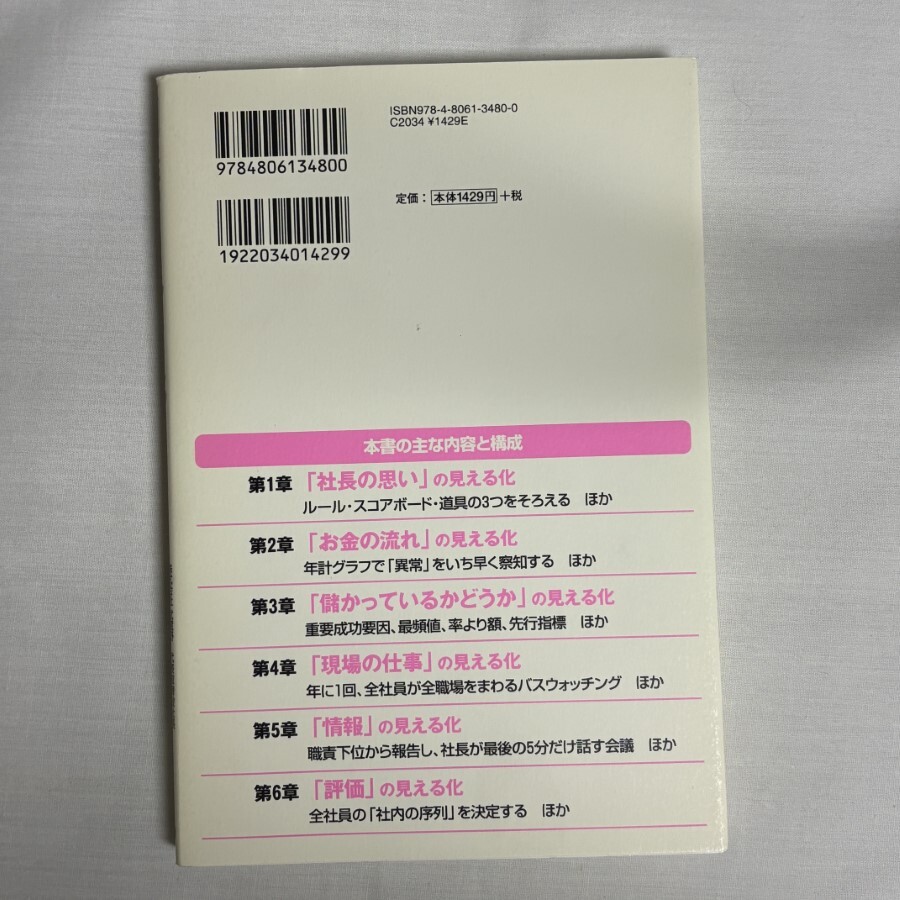 ISBN978-4-8061-3480-0
C2034 ¥1429E
9784806134800
定価：本体1429円+税
1922034014299
本書の主な内容と構成
第1章 「社長の思い」の見える化
ルール・スコアボード・道具の3つをそろえる ほか
第2章 「お金の流れ」の見える化
年計グラフで「異常」をいち早く察知する ほか
第3章 「儲かっているかどうか」の見える化
重要成功要因、最頻値、率より額、先行指標 ほか
第4章 「現場の仕事」の見える化
年に1回、全社員が全職場をまわるバスウォッチング ほか
第5章 「情報」の見える化
職責下位から報告し、社長が最後の5分だけ話す会議 ほか
第6章 「評価」の見える化
全社員の「社内の序列」を決定する ほか